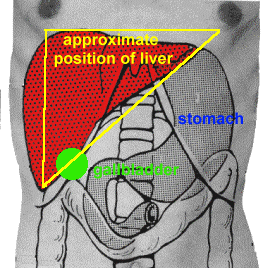 approximate
position of liver
stomach
gallbladder